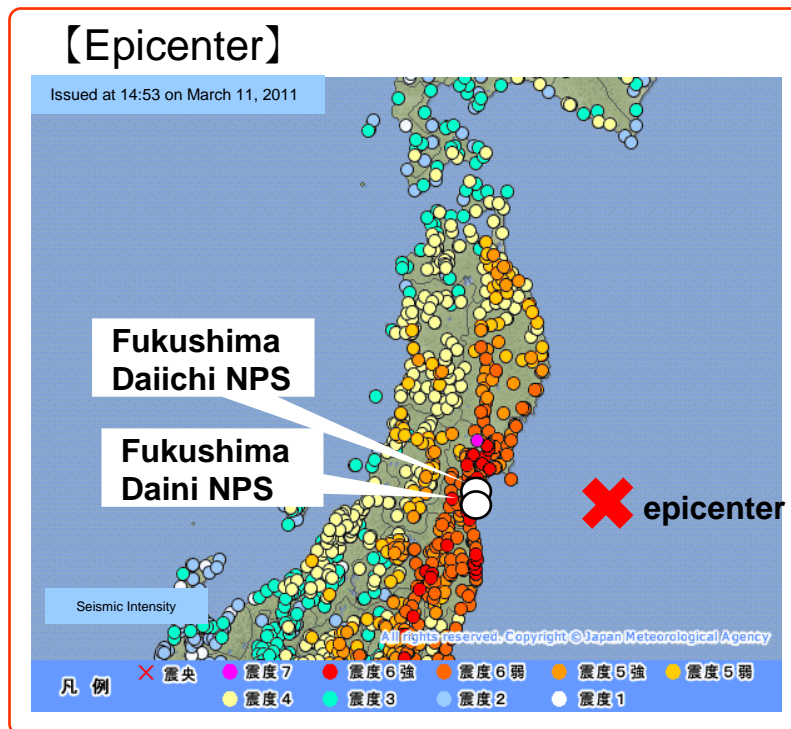 【Epicenter】
Issued at 14:53 on March 11, 2011
Fukushima
Daiichi NPS
Fukushima
Daini NPS
epicenter
Seismic Intensity
All rights reserved. Copyright © Japan Meteorological Agency
凡例 震央 震度7 震度6強 震度6弱 震度5強 震度5弱
震度4 震度3 震度2 震度1